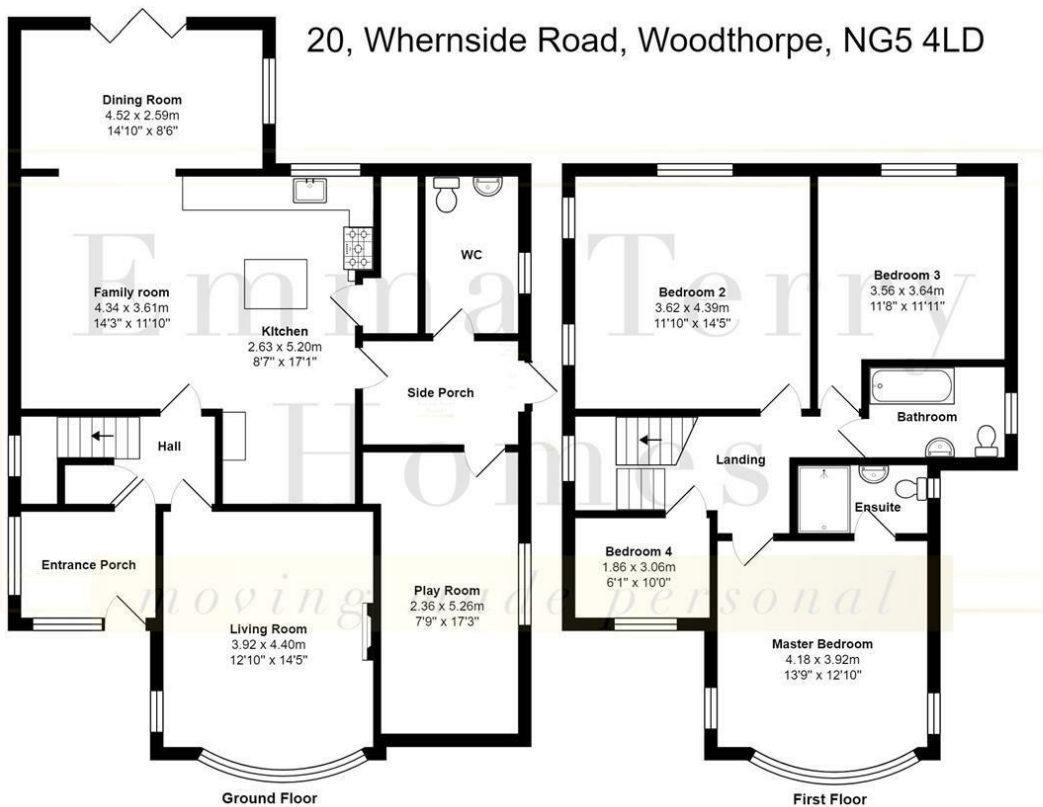 20, Whernside Road, Woodthorpe, NG5 4LD
Dining Room
4.52 x 2.59m
14'10" x 8'6"
Family room
4.34 x 3.61m
14'3" x 11'10"
KItchen
2.63 x 5.20m
8'7" x 17'1"
WC
Side Porch
Hall
Entrance Porch
Living Room
3.92 x 4.40m
12'10" x 14'5"
Play Room
2.36 x 5.26m
7'9" x 17'3"
Ground Floor
Bedroom 2
3.62 x 4.39m
11'10" x 14'5"
Bedroom 3
3.56 x 3.64m
11'8" x 11'11"
Bathroom
Landing
Ensuite
Bedroom 4
1.86 x 3.06m
6'1" x 10'0"
Master Bedroom
4.18 x 3.92m
13'9" x 12'10"
First Floor
Emma Terry
Homes
moving made personal